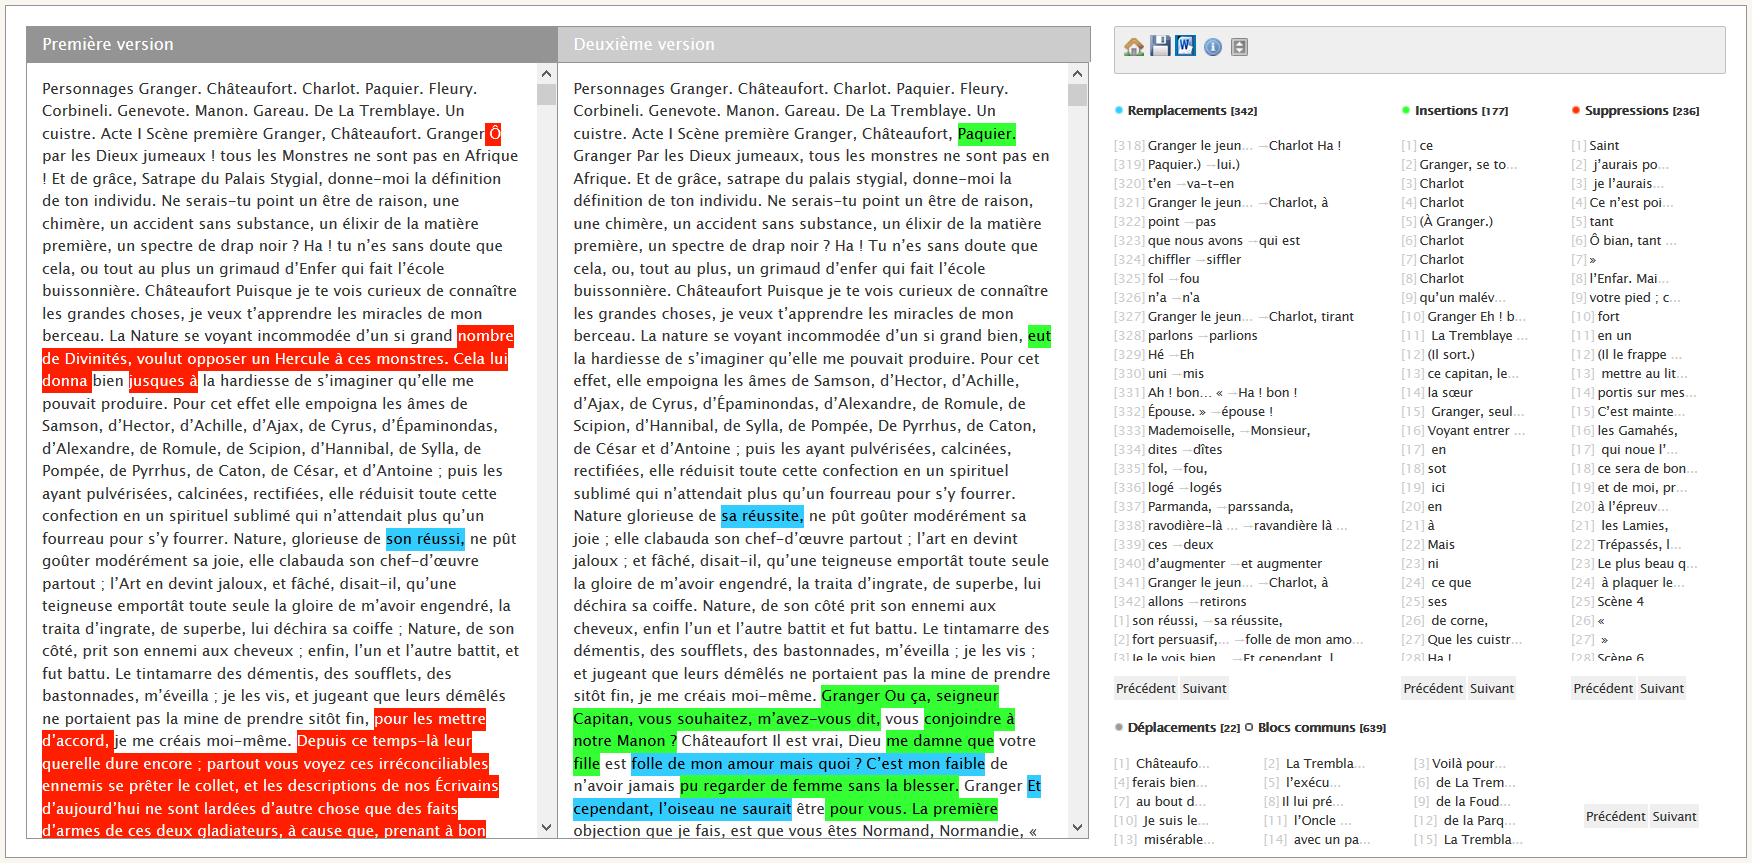 Première version
Personnages Granger. Châteaufort. Charlot. Paquier. Fleury.
Corbineli. Genevote. Manon. Gareau. De La Tremblaye. Un
cuistre. Acte I Scène première Granger, Châteaufort. Granger Ô
par les Dieux jumeaux ! tous les Monstres ne sont pas en Afrique
! Et de grâce, Satrape du Palais Stygial, donne-moi la définition
de ton individu. Ne serais-tu point un être de raison, une
chimère, un accident sans substance, un élixir de la matière
première, un spectre de drap noir ? Ha ! tu n’es sans doute que
cela, ou tout au plus un grimaud d’Enfer qui fait l’école
buissonnière. Châteaufort Puisque je te vois curieux de connaître
les grandes choses, je veux t’apprendre les miracles de mon
berceau. La Nature se voyant incommodée d’un si grand nombre
de Divinités, voulut opposer un Hercule à ces monstres. Cela lui
donna bien jusques à la hardiesse de s’imaginer qu’elle me
pouvait produire. Pour cet effet elle empoigna les âmes de
Samson, d’Hector, d’Achille, d’Ajax, de Cyrus, d’Épaminondas,
d’Alexandre, de Romule, de Scipion, d’Hannibal, de Sylla, de
Pompée, de Pyrrhus, de Caton, de César, et d’Antoine ; puis les
ayant pulvérisées, calcinées, rectifiées, elle réduisit toute cette
confection en un spirituel sublimé qui n’attendait plus qu’un
fourreau pour s’y fourrer. Nature, glorieuse de son réussi, ne pût
goûter modérément sa joie, elle clabauda son chef-d’œuvre
partout ; l’Art en devint jaloux, et fâché, disait-il, qu’une
teigneuse emportât toute seule la gloire de m’avoir engendré, la
traita d’ingrate, de superbe, lui déchira sa coiffe ; Nature, de son
côté, prit son ennemi aux cheveux ; enfin, l’un et l’autre battit, et
fut battu. Le tintamarre des démentis, des soufflets, des
bastonnades, m’éveilla ; je les vis, et jugeant que leurs démêlés
ne portaient pas la mine de prendre sitôt fin, pour les mettre
d’accord, je me créais moi-même. Depuis ce temps-là leur
querelle dure encore ; partout vous voyez ces irréconciliables
ennemis se prêter le collet, et les descriptions de nos Écrivains
d’aujourd’hui ne sont lardées d’autre chose que des faits
d’armes de ces deux gladiateurs, à cause que, prenant à bon
Deuxième version
Personnages Granger. Châteaufort. Charlot. Paquier. Fleury.
Corbineli. Genevote. Manon. Gareau. De La Tremblaye. Un
cuistre. Acte I Scène première Granger, Châteaufort, Paquier.
Granger Par les Dieux jumeaux, tous les monstres ne sont pas en
Afrique. Et de grâce, satrape du palais stygial, donne-moi la
définition de ton individu. Ne serais-tu point un être de raison,
une chimère, un accident sans substance, un élixir de la matière
première, un spectre de drap noir ? Ha ! Tu n’es sans doute que
cela, ou, tout au plus, un grimaud d’enfer qui fait l’école
buissonnière. Châteaufort Puisque je te vois curieux de connaître
les grandes choses, je veux t’apprendre les miracles de mon
berceau. La nature se voyant incommodée d’un si grand bien, eut
la hardiesse de s’imaginer qu’elle me pouvait produire. Pour cet
effet, elle empoigna les âmes de Samson, d’Hector, d’Achille,
d’Ajax, de Cyrus, d’Épaminondas, d’Alexandre, de Romule, de
Scipion, d’Hannibal, de Sylla, de Pompée, De Pyrrhus, de Caton,
de César et d’Antoine ; puis les ayant pulvérisées, calcinées,
rectifiées, elle réduisit toute cette confection en un spirituel
sublimé qui n’attendait plus qu’un fourreau pour s’y fourrer.
Nature glorieuse de sa réussite, ne pût goûter modérément sa
joie ; elle clabauda son chef-d’œuvre partout ; l’art en devint
jaloux ; et fâché, disait-il, qu’une teigneuse emportât toute seule
la gloire de m’avoir engendré, la traita d’ingrate, de superbe, lui
déchira sa coiffe. Nature, de son côté prit son ennemi aux
cheveux, enfin l’un et l’autre battit et fut battu. Le tintamarre des
démentis, des soufflets, des bastonnades, m’éveilla ; je les vis ;
et jugeant que leurs démêlés ne portaient pas la mine de prendre
sitôt fin, je me créais moi-même. Granger Ou ça, seigneur
Capitan, vous souhaitez, m’avez-vous dit, vous conjoindre à
notre Manon ? Châteaufort Il est vrai, Dieu me damne que votre
fille est folle de mon amour mais quoi ? C’est mon faible de
n’avoir jamais pu regarder de femme sans la blesser. Granger Et
cependant, l’oiseau ne saurait être pour vous. La première
objection que je fais, est que vous êtes Normand, Normandie, «
Remplacements [342]
[318] Granger le jeun... →Charlot Ha !
[319] Paquier.) →lui.)
[320] t’en →va-t-en
[321] Granger le jeun... →Charlot, à
[322] point →pas
[323] que nous avons →qui est
[324] chiffler →siffler
[325] fol →fou
[326] n’a →n'a
[327] Granger le jeun... →Charlot, tirant
[328] parlons →parlions
[329] Hé →Eh
[330] uni →mis
[331] Ah ! bon... « →Ha ! bon !
[332] Épouse. » →épouse !
[333] Mademoiselle, →Monsieur,
[334] dites →dîtes
[335] fol, →fou,
[336] logé →logés
[337] Parmanda, →parssanda,
[338] ravodière-là ... →ravandière là ...
[339] ces →deux
[340] d’augmenter →et augmenter
[341] Granger le jeun... →Charlot, à
[342] allons →retirons
[1] son réussi, →sa réussite,
[2] fort persuasif,... →folle de mon amo...
[3] Je le vois bien... →Et cependant, l...
Précédent Suivant
Insertions [177]
[1] ce
[2] Granger, se to...
[3] Charlot
[4] Charlot
[5] (À Granger.)
[6] Charlot
[7] Charlot
[8] Charlot
[9] qu’un malév...
[10] Granger Eh ! b...
[11] La Tremblaye ...
[12] (Il sort.)
[13] ce capitan, le...
[14] la sœur
[15] Granger, seul...
[16] Voyant entrer ...
[17] en
[18] sot
[19] ici
[20] en
[21] à
[22] Mais
[23] ni
[24] ce que
[25] ses
[26] de corne,
[27] Que les cuistr...
[28] Ha !
Précédent Suivant
Suppressions [236]
[1] Saint
[2] j’aurais po...
[3] je l’aurais...
[4] Ce n’est poi...
[5] tant
[6] Ô bian, tant ...
[7] »
[8] l’Enfar. Mai...
[9] votre pied ; c...
[10] fort
[11] en un
[12] (Il le frappe ...
[13] mettre au lit...
[14] portis sur mes...
[15] C’est mainte...
[16] les Gamahés,
[17] qui noue l’...
[18] ce sera de bon...
[19] et de moi, pr...
[20] à l’épreuv...
[21] les Lamies,
[22] Trépassés, l...
[23] Le plus beau q...
[24] à plaquer le...
[25] Scène 4
[26] «
[27] »
[28] Scène 6
Précédent Suivant
Déplacements [22] Blocs communs [639]
[1] Châteaufo... [2] La Trembla... [3] Voilà pour...
[4] ferais bien... [5] l’exécu... [6] de La Trem...
[7] au bout d... [8] Il lui pré... [9] de la Foud...
[10] Je suis le... [11] l’Oncle ... [12] de la Parq...
[13] misérable... [14] avec un pa... [15] La Trembla...
Précédent Suivant